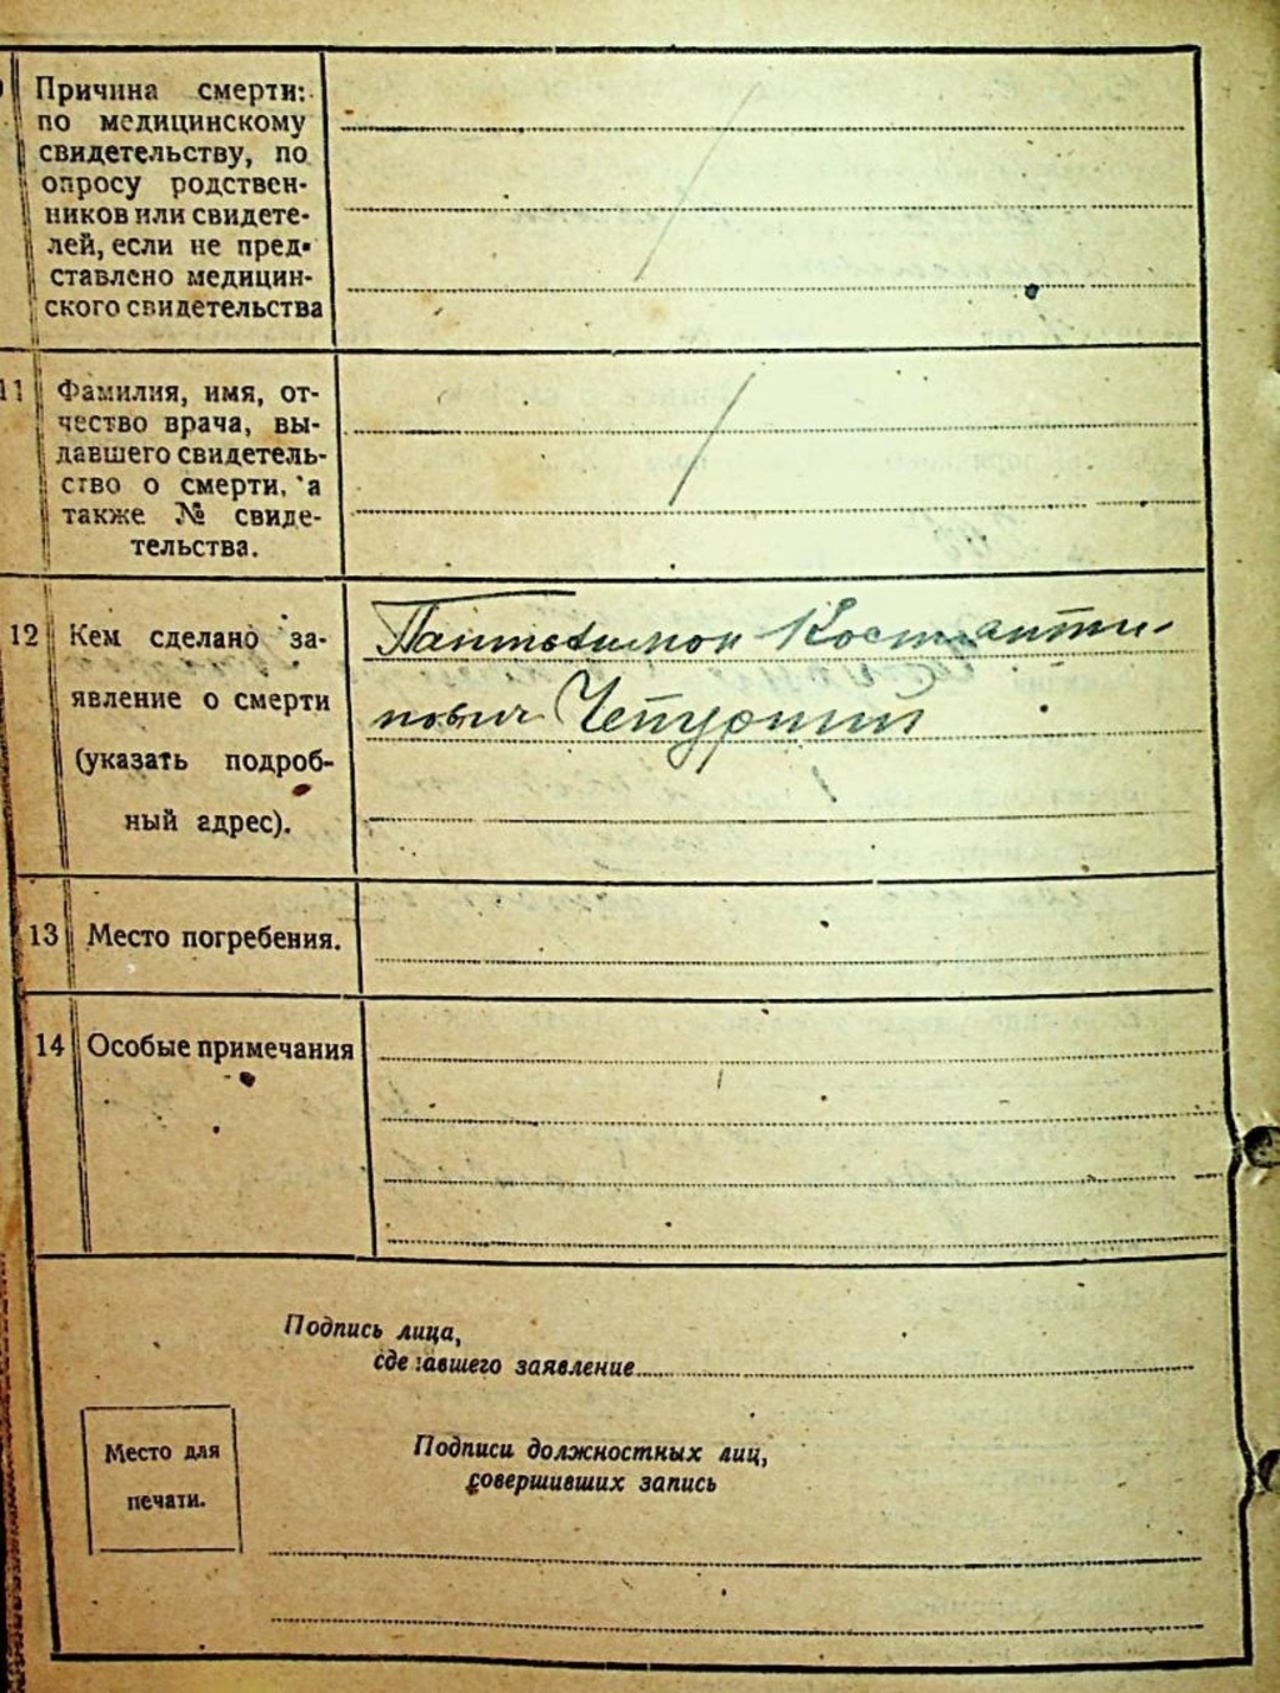 Причина смерти:
по медицинскому
свидетельству, по
опросу родствен-
ников или свидете-
лей, если не пред-
ставлено медицин-
ского свидетельства
11 Фамилия, имя, от-
чество врача, вы-
давшего свидетель-
ство о смерти, а
также № свиде-
тельства.
12 Кем сделано за-
явление о смерти
(указать подроб-
ный адрес).
Костянти-
нович
13 Место погребения.
14 Особые примечания
Подпись лица,
сделавшего заявление
Место для
печати.
Подписи должностных лиц,
совершивших запись